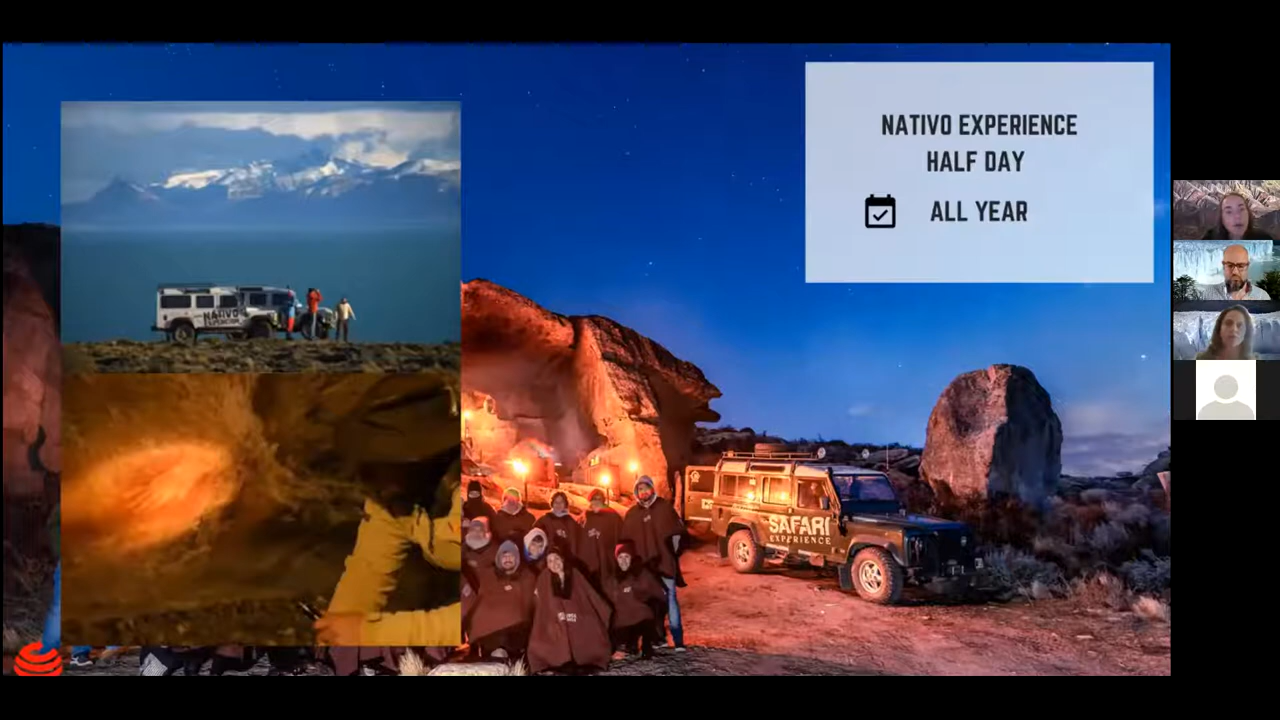 NATIVO EXPERIENCE
HALF DAY
ALL YEAR
NATIVO
SAFARI
EXPERIENCE